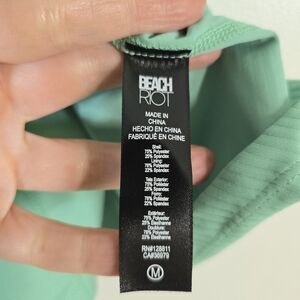 BEACH
RIOT
MADE IN
CHINA
HECHO EN CHINA
FABRIQUÉ EN CHINE
Shell:
75% Polyester
25% Spandex
Lining:
78% Polyester
22% Spandex
Tela Exterior:
75% Poliéster
25% Spandex
Forro:
78% Poliéster
22% Spandex
Extérieur:
75% Polyester
25% Élasthanne
Doublure:
78% Polyester
22% Élasthanne
RN#128811
CA#38979
M